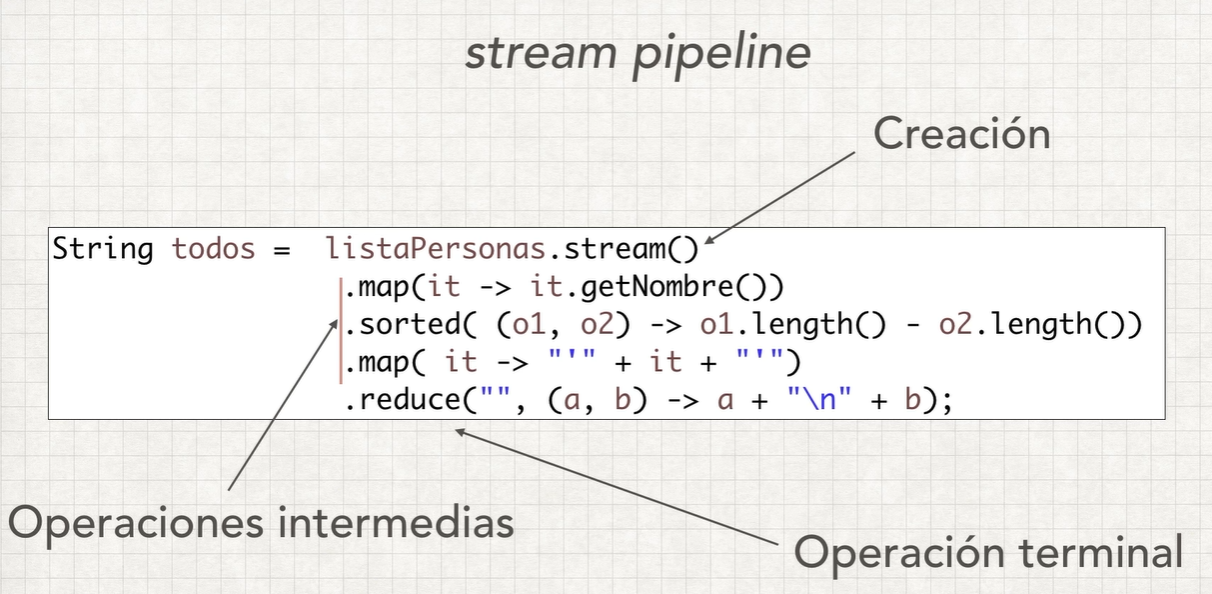 stream pipeline
Creación
String todos =  listaPersonas.stream()
.map(it -> it.getNombre())
.sorted( (o1, o2) -> o1.length() - o2.length())
.map( it -> "'" + it + "'")
.reduce("", (a, b) -> a + "\n" + b);
Operaciones intermedias
Operación terminal